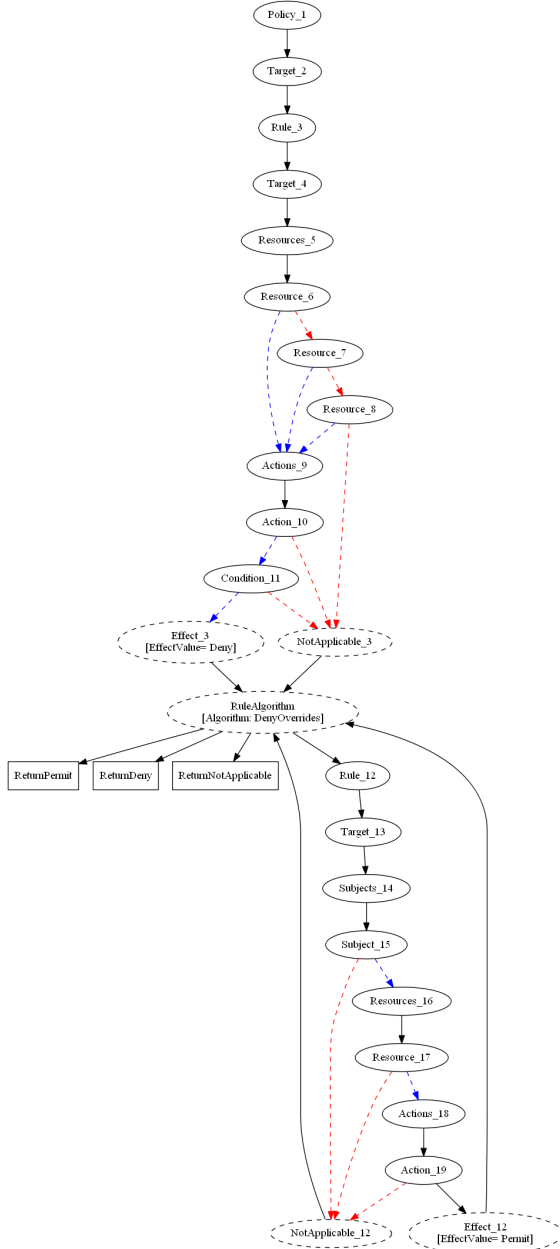 Policy_1
Target_2
Rule_3
Target_4
Resources_5
Resource_6
Resource_7
Resource_8
Actions_9
Action_10
Condition_11
Effect_3
[EffectValue= Deny]
NotApplicable_3
RuleAlgorithm
[Algorithm: DenyOverrides]
ReturnPermit
ReturnDeny
ReturnNotApplicable
Rule_12
Target_13
Subjects_14
Subject_15
Resources_16
Resource_17
Actions_18
Action_19
NotApplicable_12
Effect_12
[EffectValue= Permit]